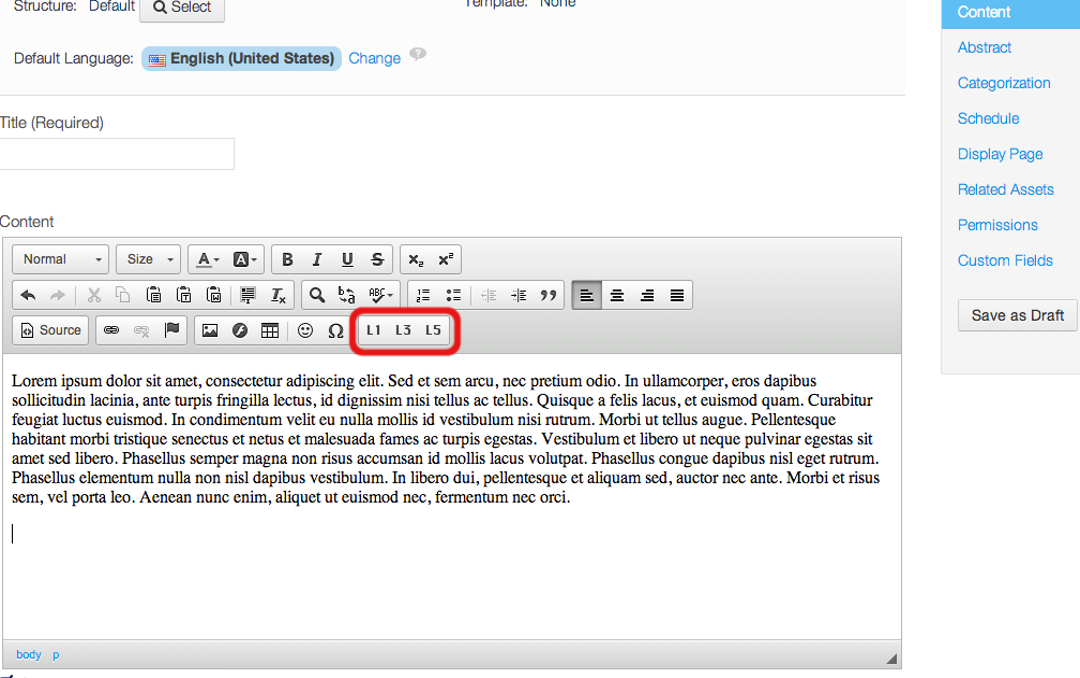 Structure: Default Select
Template: None
Default Language: English (United States) Change ?
Title (Required)
Content
Normal Size A A B I U S x₂ x²
T W Tx b a ABC 1 2 "
Source Ω L1 L3 L5
Lorem ipsum dolor sit amet, consectetur adipiscing elit. Sed et sem arcu, nec pretium odio. In ullamcorper, eros dapibus
sollicitudin lacinia, ante turpis fringilla lectus, id dignissim nisi tellus ac tellus. Quisque a felis lacus, et euismod quam. Curabitur
feugiat luctus euismod. In condimentum velit eu nulla mollis id vestibulum nisi rutrum. Morbi ut tellus augue. Pellentesque
habitant morbi tristique senectus et netus et malesuada fames ac turpis egestas. Vestibulum et libero ut neque pulvinar egestas sit
amet sed libero. Phasellus semper magna non risus accumsan id mollis lacus volutpat. Phasellus congue dapibus nisl eget rutrum.
Phasellus elementum nulla non nisl dapibus vestibulum. In libero dui, pellentesque et aliquam sed, auctor nec ante. Morbi et risus
sem, vel porta leo. Aenean nunc enim, aliquet ut euismod nec, fermentum nec orci.
body p
Content
Abstract
Categorization
Schedule
Display Page
Related Assets
Permissions
Custom Fields
Save as Draft